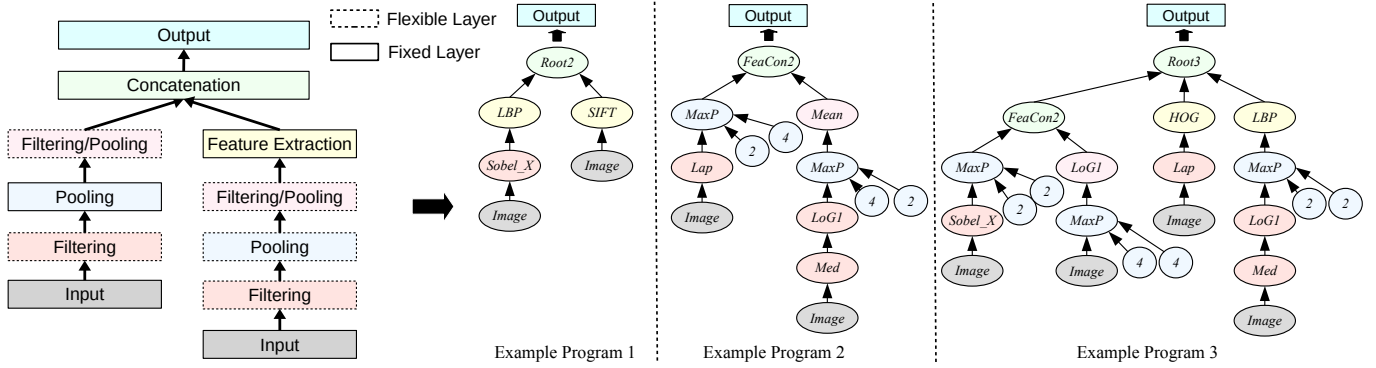 Output
Concatenation
Filtering/Pooling
Pooling
Filtering
Input
Feature Extraction
Filtering/Pooling
Pooling
Filtering
Input
Flexible Layer
Fixed Layer
Output
Root2
LBP
SIFT
Sobel_X
Image
Image
Example Program 1
Output
FeaCon2
MaxP
Mean
2
4
Lap
MaxP
Image
4
2
LoG1
Med
Image
Example Program 2
Output
Root3
FeaCon2
HOG
LBP
MaxP
LoG1
Lap
MaxP
2
2
2
2
Sobel_X
MaxP
Image
LoG1
Image
Image
4
4
Med
Image
Example Program 3